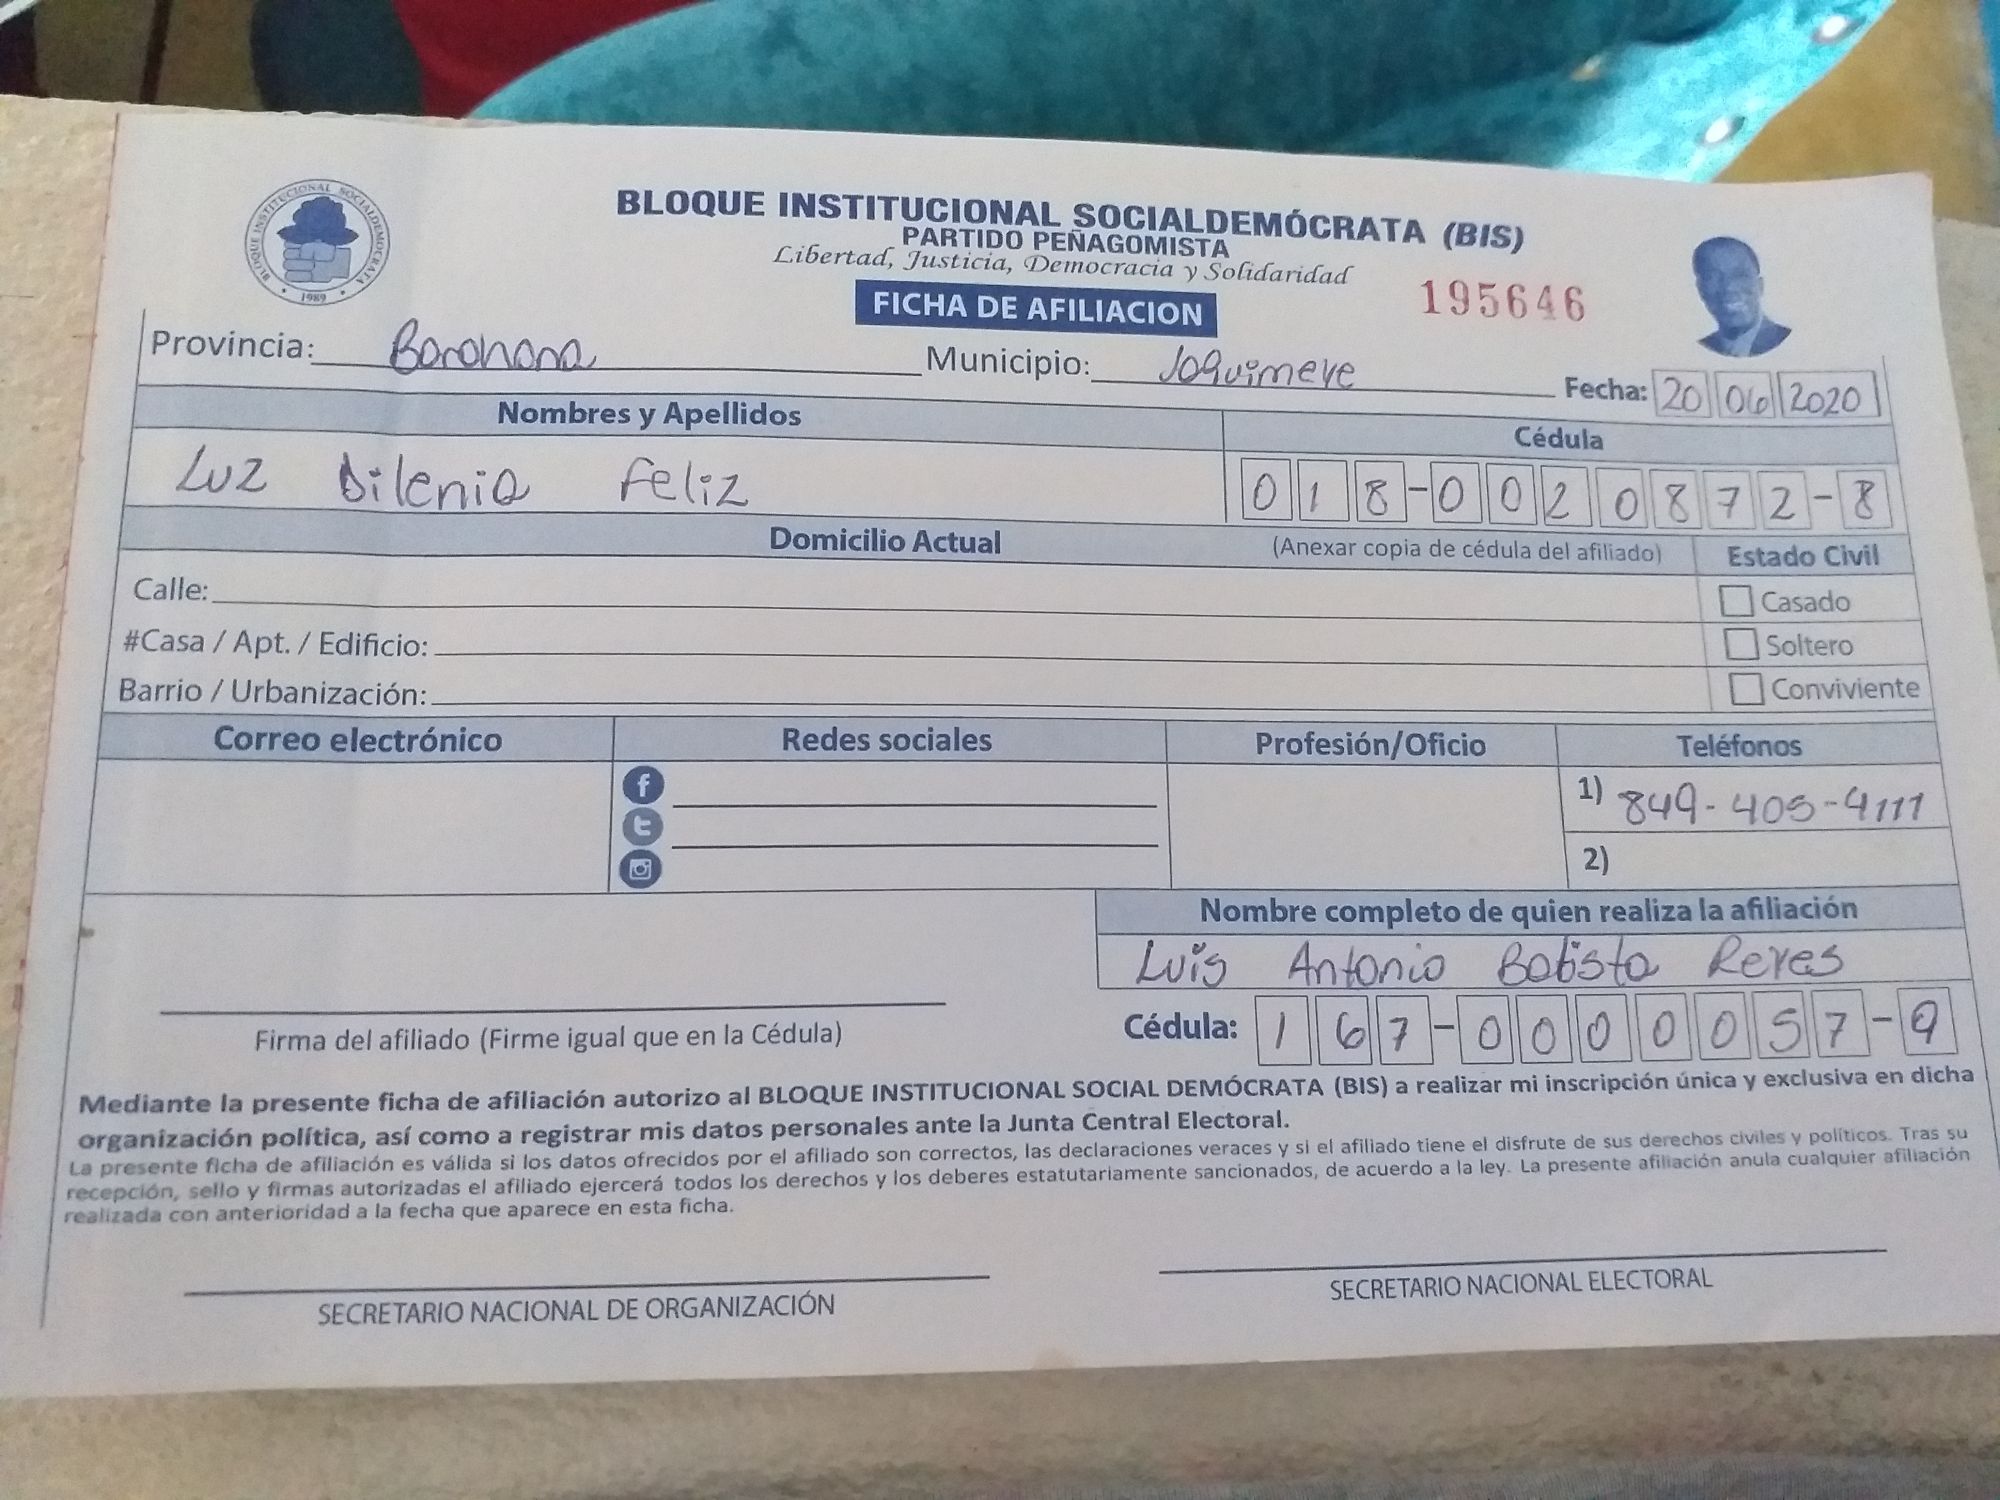 BLOQUE INSTITUCIONAL SOCIALDEMOCRATA
1989
BLOQUE INSTITUCIONAL SOCIALDEMÓCRATA (BIS)
PARTIDO PEÑAGOMISTA
Libertad, Justicia, Democracia y Solidaridad
FICHA DE AFILIACION
195646
Provincia: Barahona Municipio: Jaquimeye Fecha: 20 06 2020
Nombres y Apellidos Cédula
Luz Dilenia Feliz 018-0020872-8
Domicilio Actual (Anexar copia de cédula del afiliado) Estado Civil
Calle: Casado
#Casa / Apt. / Edificio: Soltero
Barrio / Urbanización: Conviviente
Correo electrónico Redes sociales Profesión/Oficio Teléfonos
1) 849-405-4111
2)
Nombre completo de quien realiza la afiliación
Luis Antonio Batista Reyes
Cédula: 167-0000057-9
Firma del afiliado (Firme igual que en la Cédula)
Mediante la presente ficha de afiliación autorizo al BLOQUE INSTITUCIONAL SOCIAL DEMÓCRATA (BIS) a realizar mi inscripción única y exclusiva en dicha
organización política, así como a registrar mis datos personales ante la Junta Central Electoral.
La presente ficha de afiliación es válida si los datos ofrecidos por el afiliado son correctos, las declaraciones veraces y si el afiliado tiene el disfrute de sus derechos civiles y políticos. Tras su
recepción, sello y firmas autorizadas el afiliado ejercerá todos los derechos y los deberes estatutariamente sancionados, de acuerdo a la ley. La presente afiliación anula cualquier afiliación
realizada con anterioridad a la fecha que aparece en esta ficha.
SECRETARIO NACIONAL DE ORGANIZACIÓN SECRETARIO NACIONAL ELECTORAL